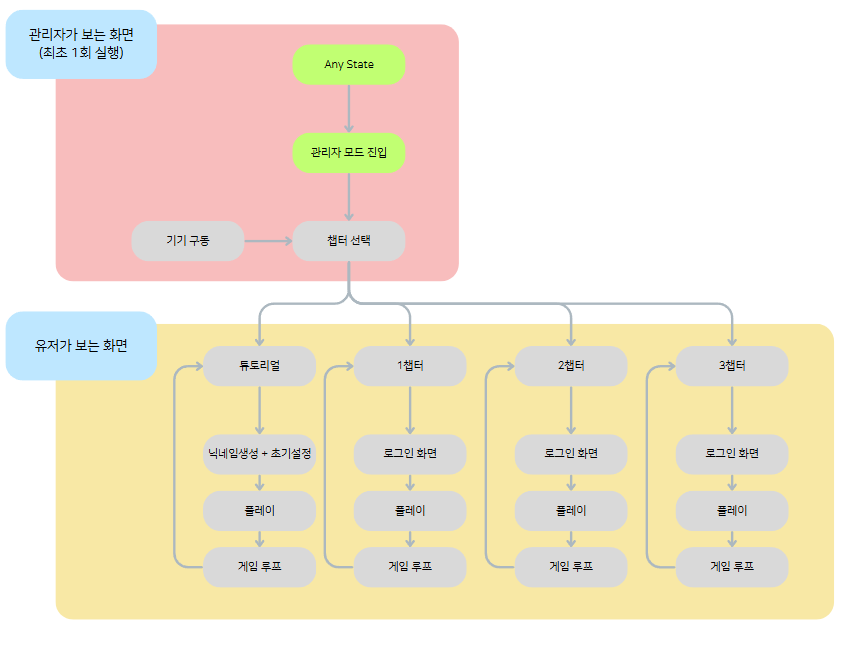 관리자가 보는 화면
(최초 1회 실행)
Any State
관리자 모드 진입
기기 구동
챕터 선택
유저가 보는 화면
튜토리얼
1챕터
2챕터
3챕터
닉네임생성 + 초기설정
로그인 화면
로그인 화면
로그인 화면
플레이
플레이
플레이
플레이
게임 루프
게임 루프
게임 루프
게임 루프